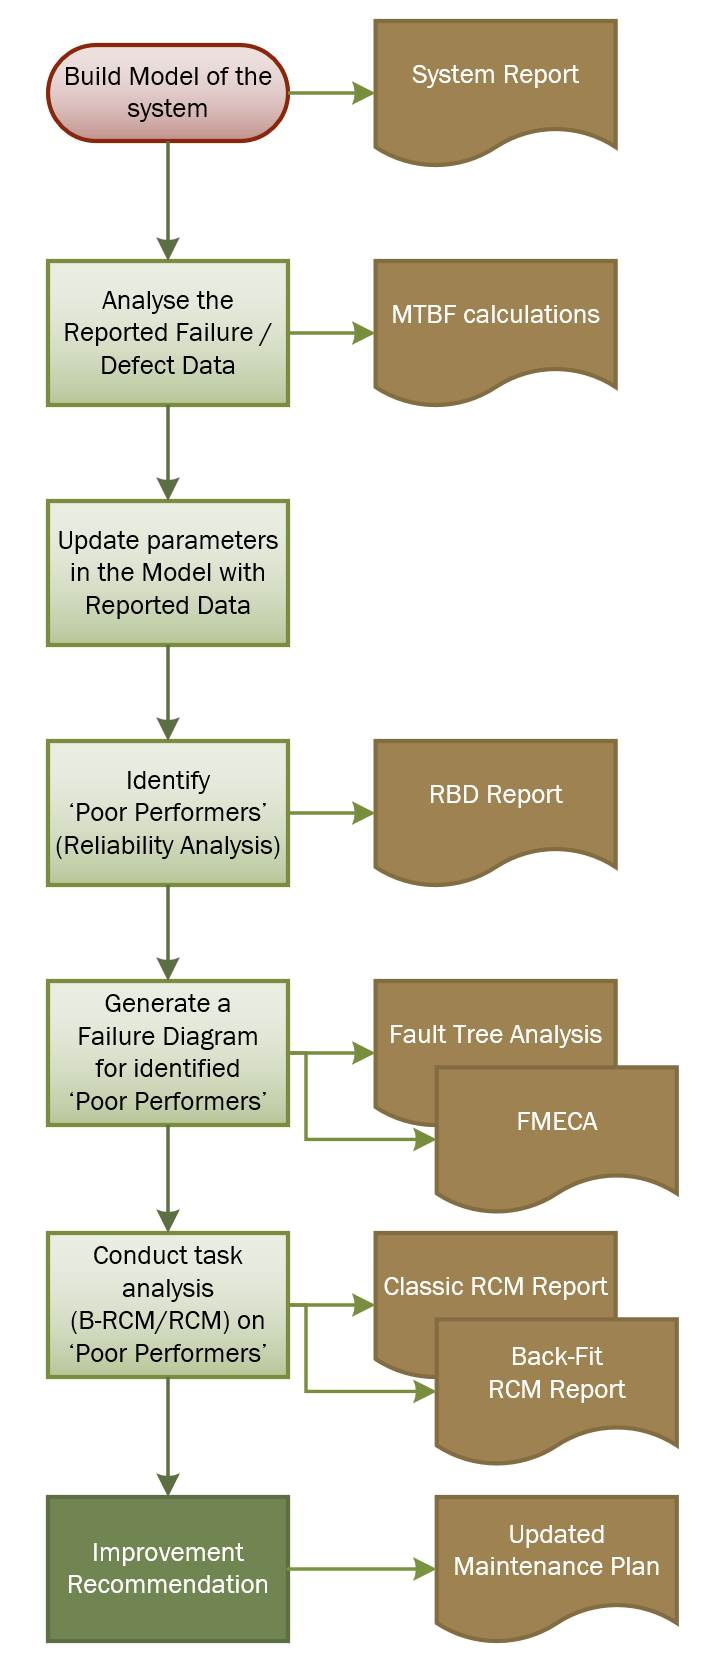 Build Model of the
system
System Report
Analyse the
Reported Failure /
Defect Data
MTBF calculations
Update parameters
in the Model with
Reported Data
Identify
‘Poor Performers’
(Reliability Analysis)
RBD Report
Generate a
Failure Diagram
for identified
‘Poor Performers’
Fault Tree Analysis
FMECA
Conduct task
analysis
(B-RCM/RCM) on
‘Poor Performers’
Classic RCM Report
Back-Fit
RCM Report
Improvement
Recommendation
Updated
Maintenance Plan